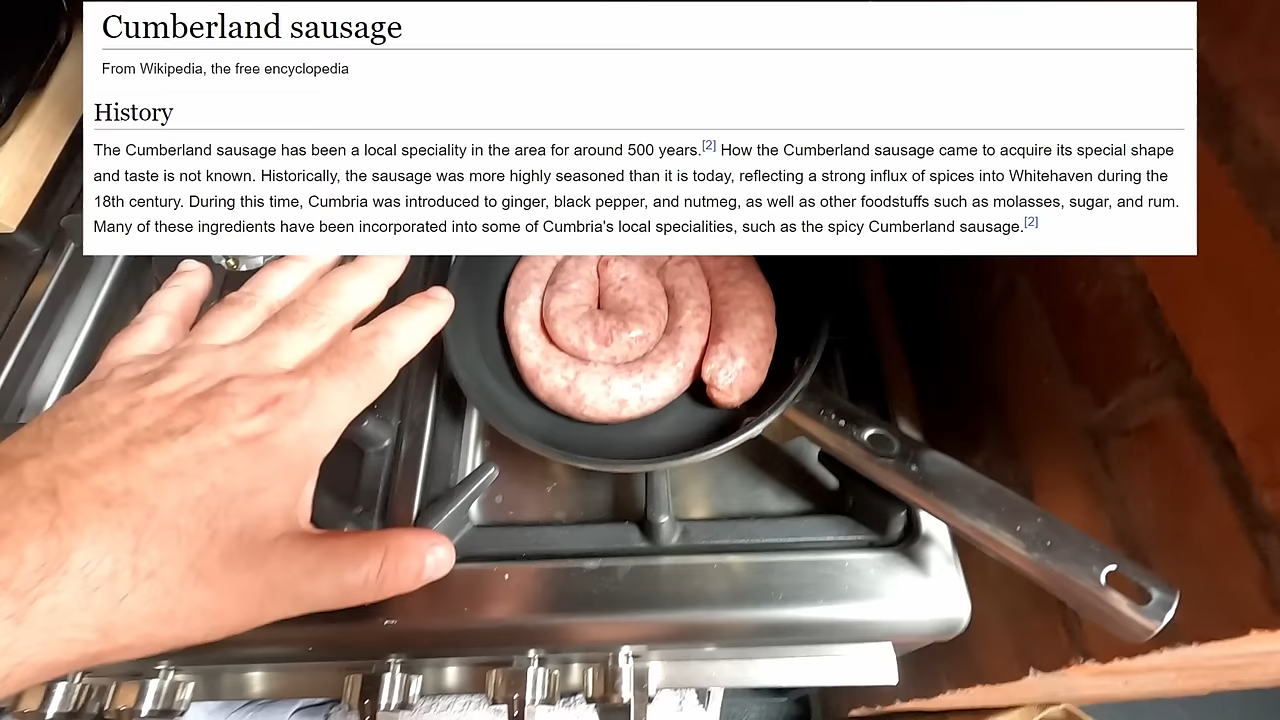 Cumberland sausage
From Wikipedia, the free encyclopedia
History
The Cumberland sausage has been a local speciality in the area for around 500 years.[2] How the Cumberland sausage came to acquire its special shape
and taste is not known. Historically, the sausage was more highly seasoned than it is today, reflecting a strong influx of spices into Whitehaven during the
18th century. During this time, Cumbria was introduced to ginger, black pepper, and nutmeg, as well as other foodstuffs such as molasses, sugar, and rum.
Many of these ingredients have been incorporated into some of Cumbria's local specialities, such as the spicy Cumberland sausage.[2]